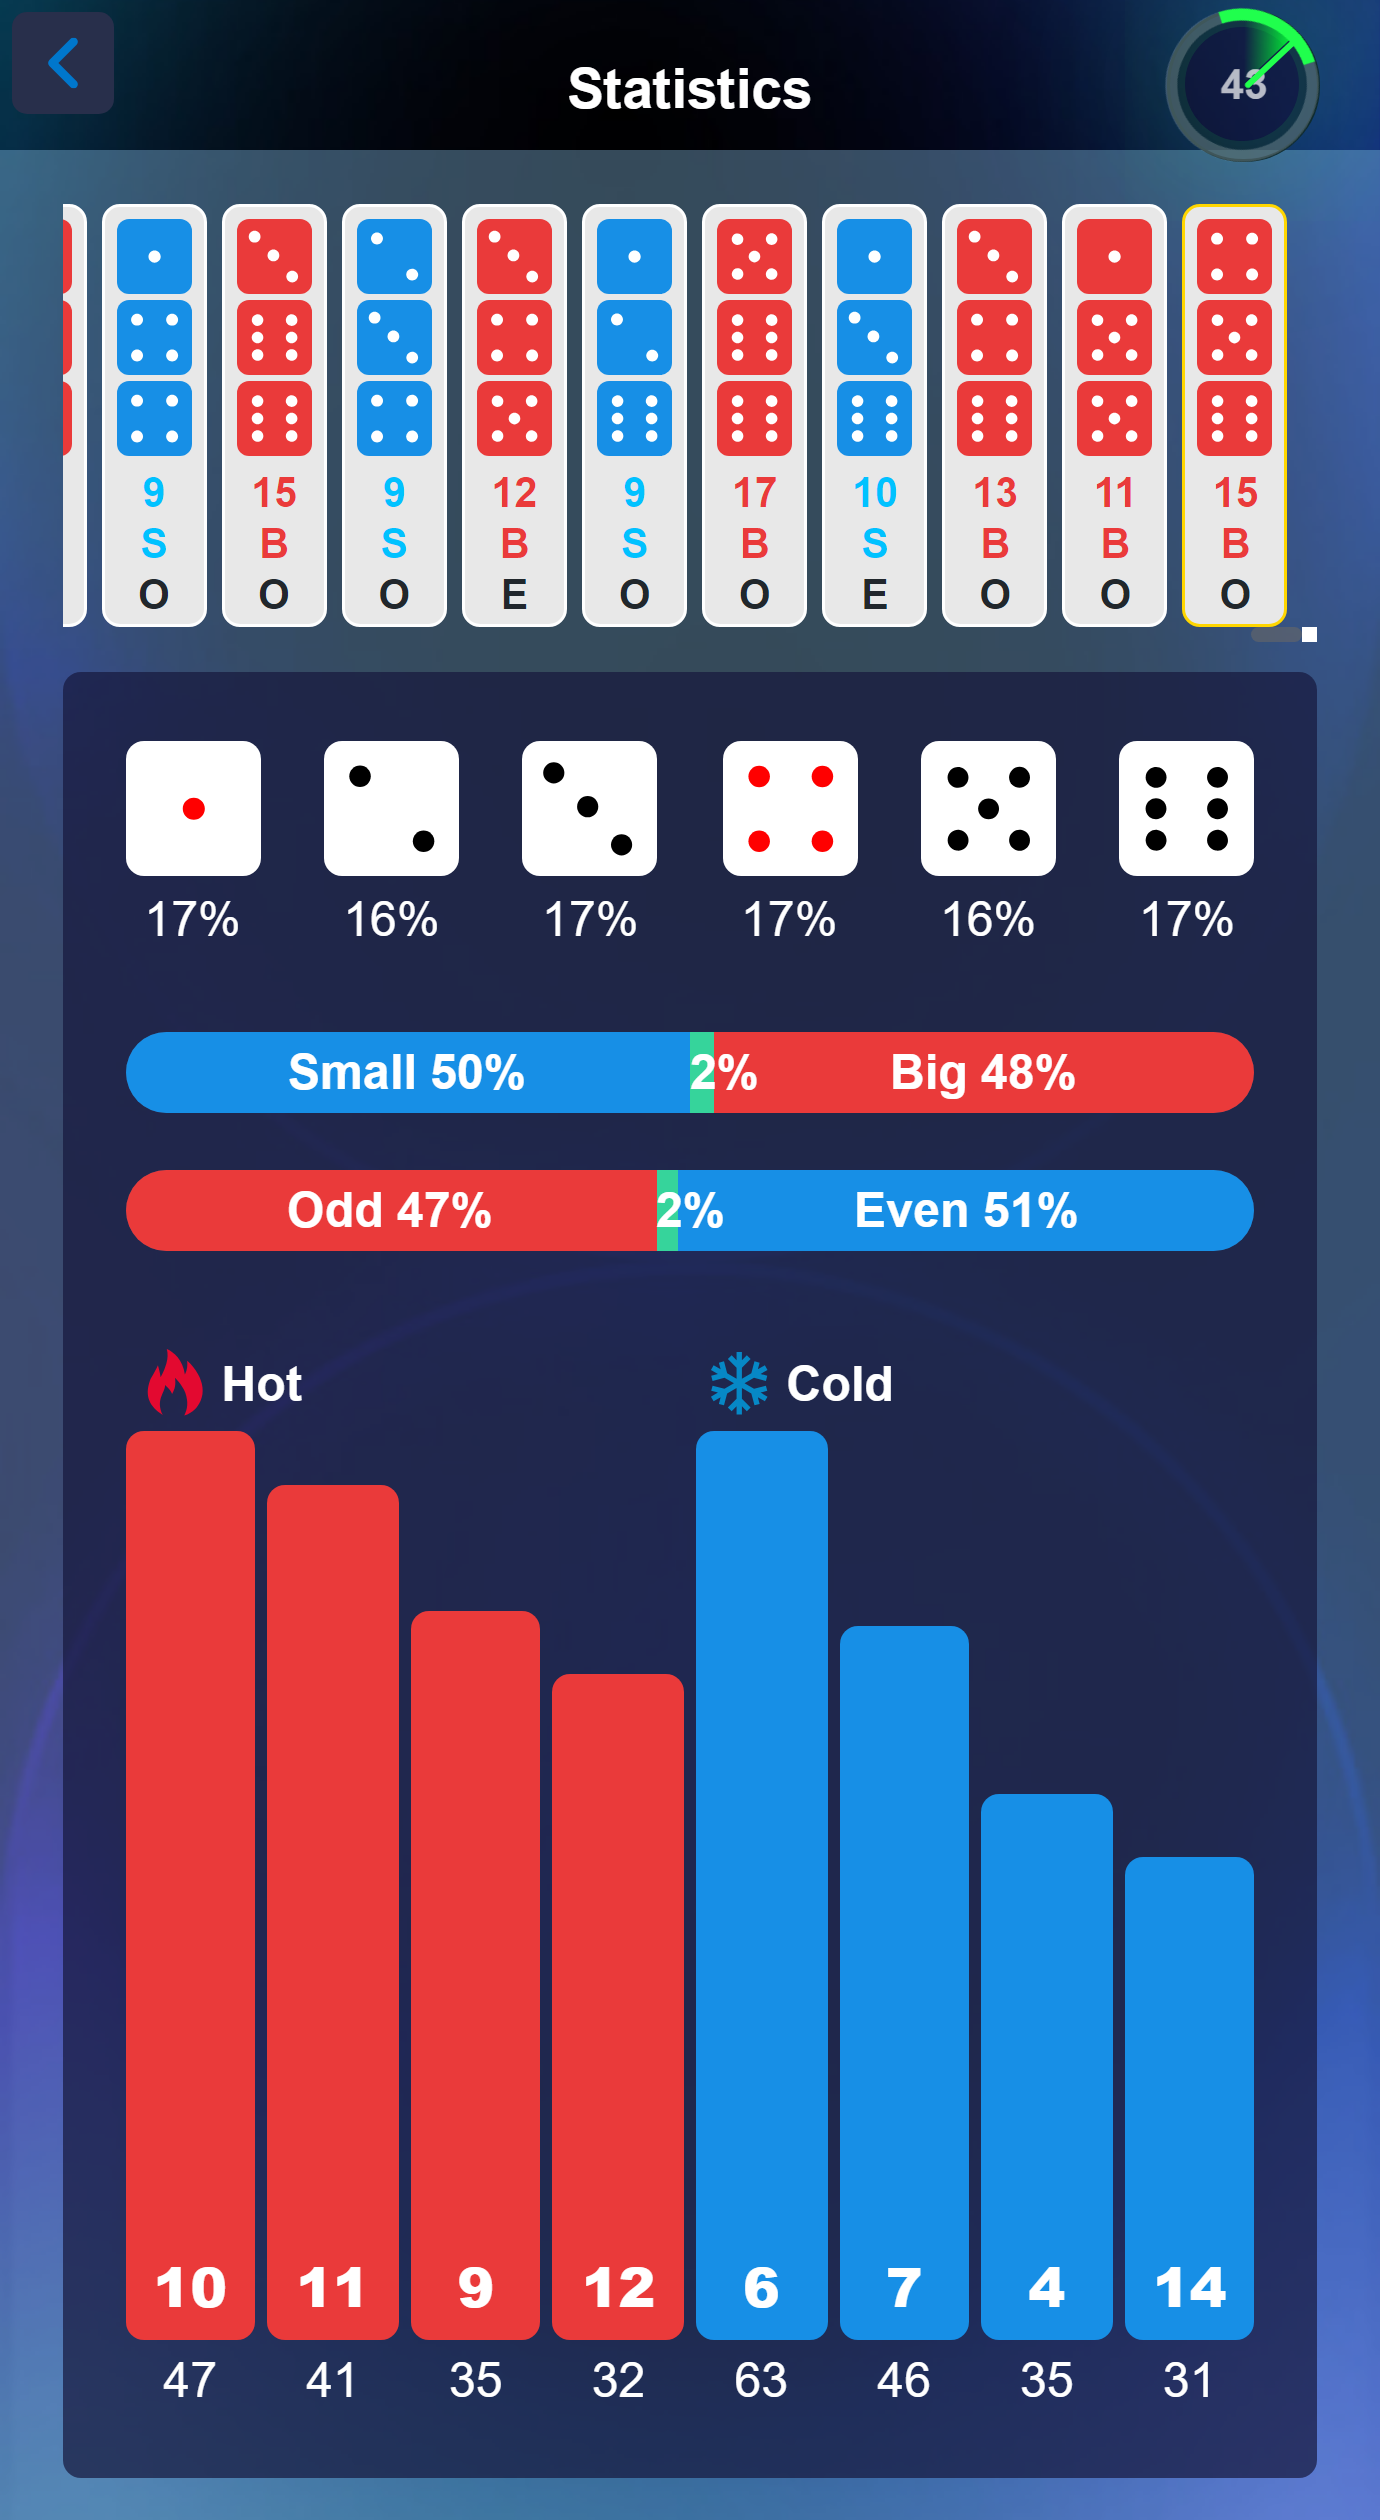 Statistics
43
9 15 9 12 9 17 10 13 11 15
S B S B S B S B B B
O O O E O O E O O O
17% 16% 17% 17% 16% 17%
Small 50% 2% Big 48%
Odd 47% 2% Even 51%
Hot Cold
10 11 9 12 6 7 4 14
47 41 35 32 63 46 35 31